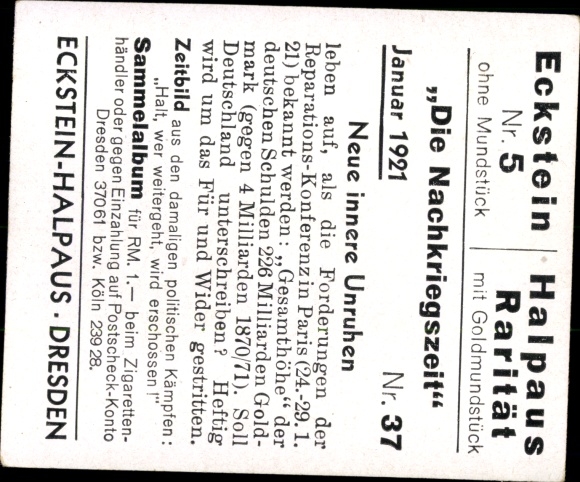 Eckstein Halpaus
Nr. 5 Rarität
ohne Mundstück mit Goldmundstück
„Die Nachkriegszeit“
Januar 1921 Nr. 37
Neue innere Unruhen
leben auf, als die Forderungen der
Reparations-Konferenz in Paris (24.-29. 1.
21) bekannt werden: „Gesamthöhe“ der
deutschen Schulden 226 Milliarden Gold-
mark (gegen 4 Milliarden 1870/71). Soll
Deutschland unterschreiben? Heftig
wird um das Für und Wider gestritten.
Zeitbild aus den damaligen politischen Kämpfen:
„Halt, wer weitergeht, wird erschossen!“
Sammelalbum für RM. 1.— beim Zigaretten-
händler oder gegen Einzahlung auf Postscheck-Konto
Dresden 37061 bzw. Köln 23928.
ECKSTEIN-HALPAUS · DRESDEN